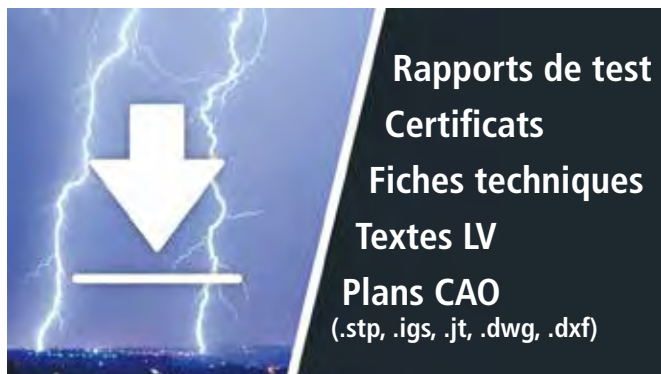 Rapports de test
Certificats
Fiches techniques
Textes LV
Plans CAO
(.stp, .igs, .jt, .dwg, .dxf)